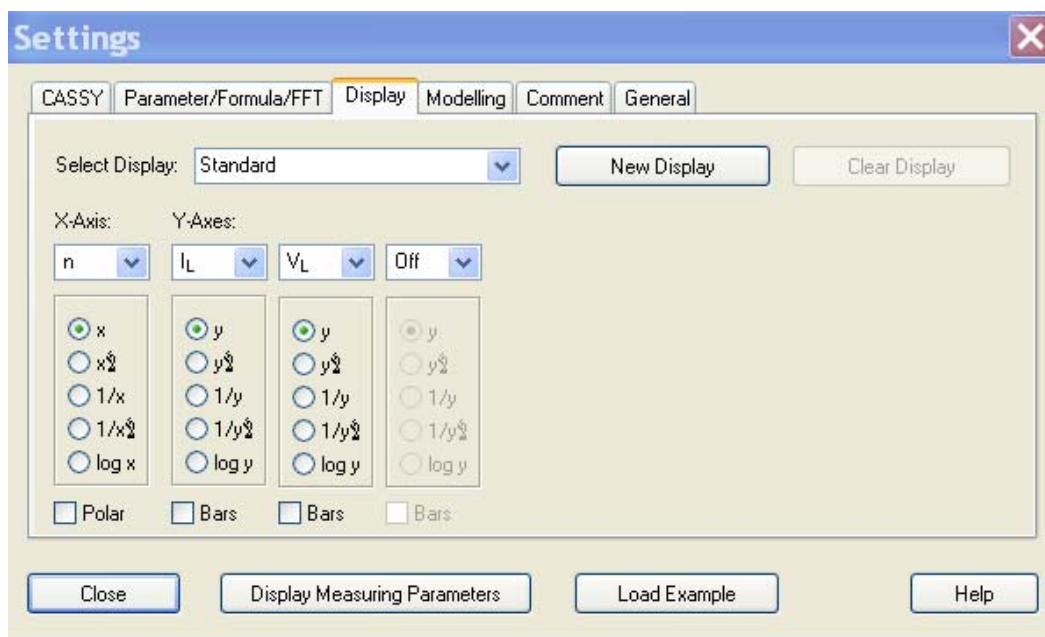 Settings
CASSY Parameter/Formula/FFT Display Modelling Comment General
Select Display: Standard New Display Clear Display
X-Axis: Y-Axes:
n I_L V_L Off
x y y y
x² y² y² y²
1/x 1/y 1/y 1/y
1/x² 1/y² 1/y² 1/y²
log x log y log y log y
Polar Bars Bars Bars
Close Display Measuring Parameters Load Example Help